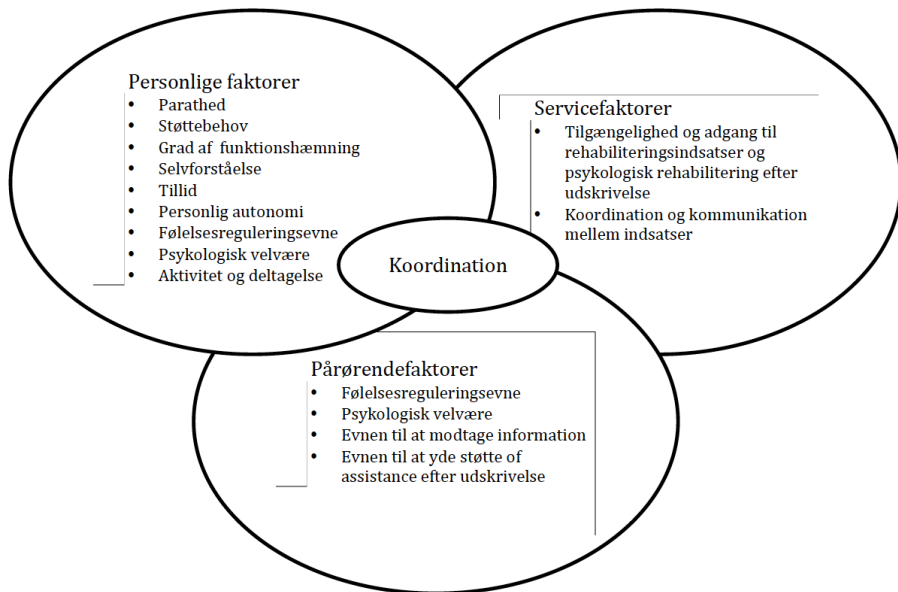 Personlige faktorer
• Parathed
• Støttebehov
• Grad af funktionshæmning
• Selvforståelse
• Tillid
• Personlig autonomi
• Følelsesreguleringsevne
• Psykologisk velvære
• Aktivitet og deltagelse
Servicefaktorer
• Tilgængelighed og adgang til
rehabiliteringsindsatser og
psykologisk rehabilitering efter
udskrivelse
• Koordination og kommunikation
mellem indsatser
Koordination
Pårørendefaktorer
• Følelsesreguleringsevne
• Psykologisk velvære
• Evnen til at modtage information
• Evnen til at yde støtte of
assistance efter udskrivelse